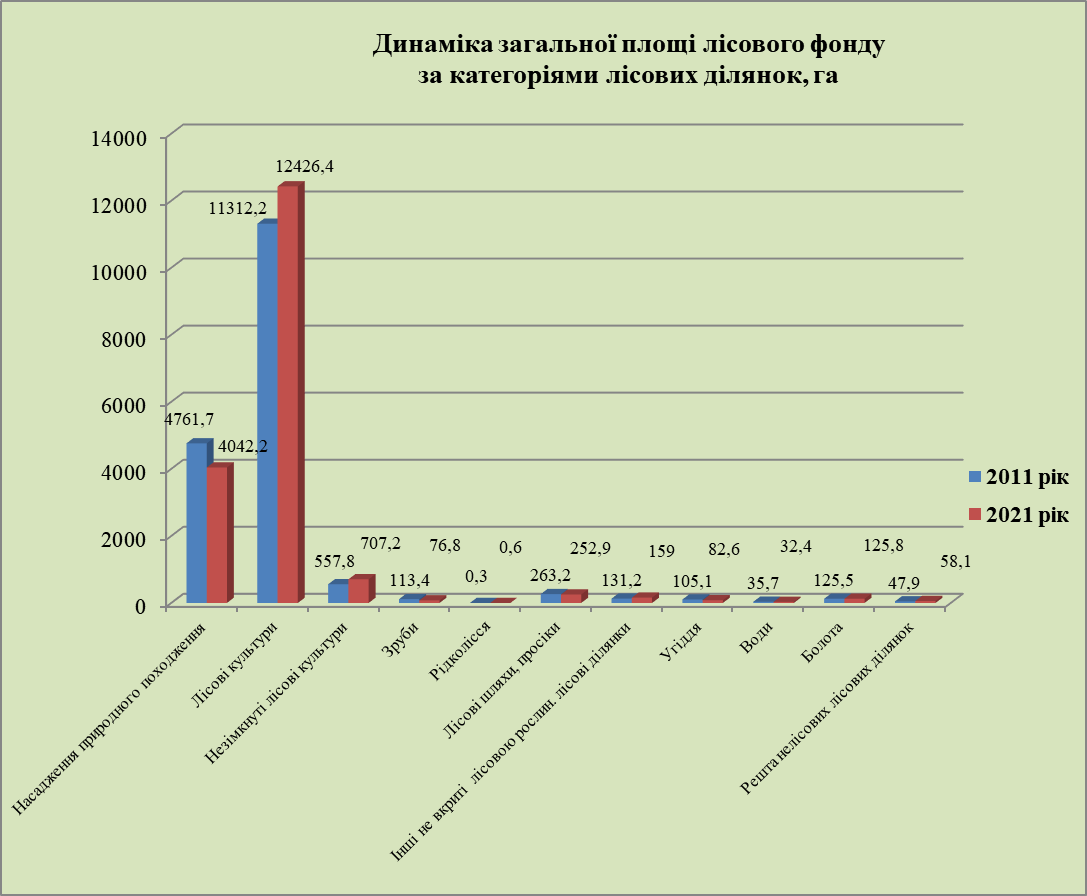 Динаміка загальної площі лісового фонду
за категоріями лісових ділянок, га
14000
12000
10000
8000
6000
4000
2000
0
4761,7
4042,2
11312,2
12426,4
557,8
707,2
113,4
76,8
0,3
0,6
263,2
252,9
131,2
159
105,1
82,6
35,7
32,4
125,5
125,8
47,9
58,1
Насадження природного походження
Лісові культури
Незімкнуті лісові культури
Зруби
Рідколісся
Лісові шляхи, просіки
Інші не вкриті лісовою рослин. лісові ділянки
Угіддя
Води
Болота
Решта нелісових лісових ділянок
2011 рік
2021 рік